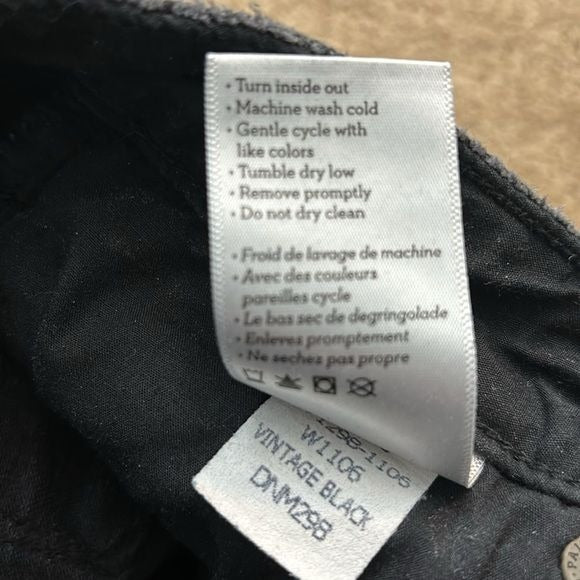 • Turn inside out
• Machine wash cold
• Gentle cycle with
like colors
• Tumble dry low
• Remove promptly
• Do not dry clean
• Froid de lavage de machine
• Avec des couleurs
pareilles cycle
• Le bas sec de degringolade
• Enleves promptement
• Ne seches pas propre
298-1106
W1106
VINTAGE BLACK
DNM298